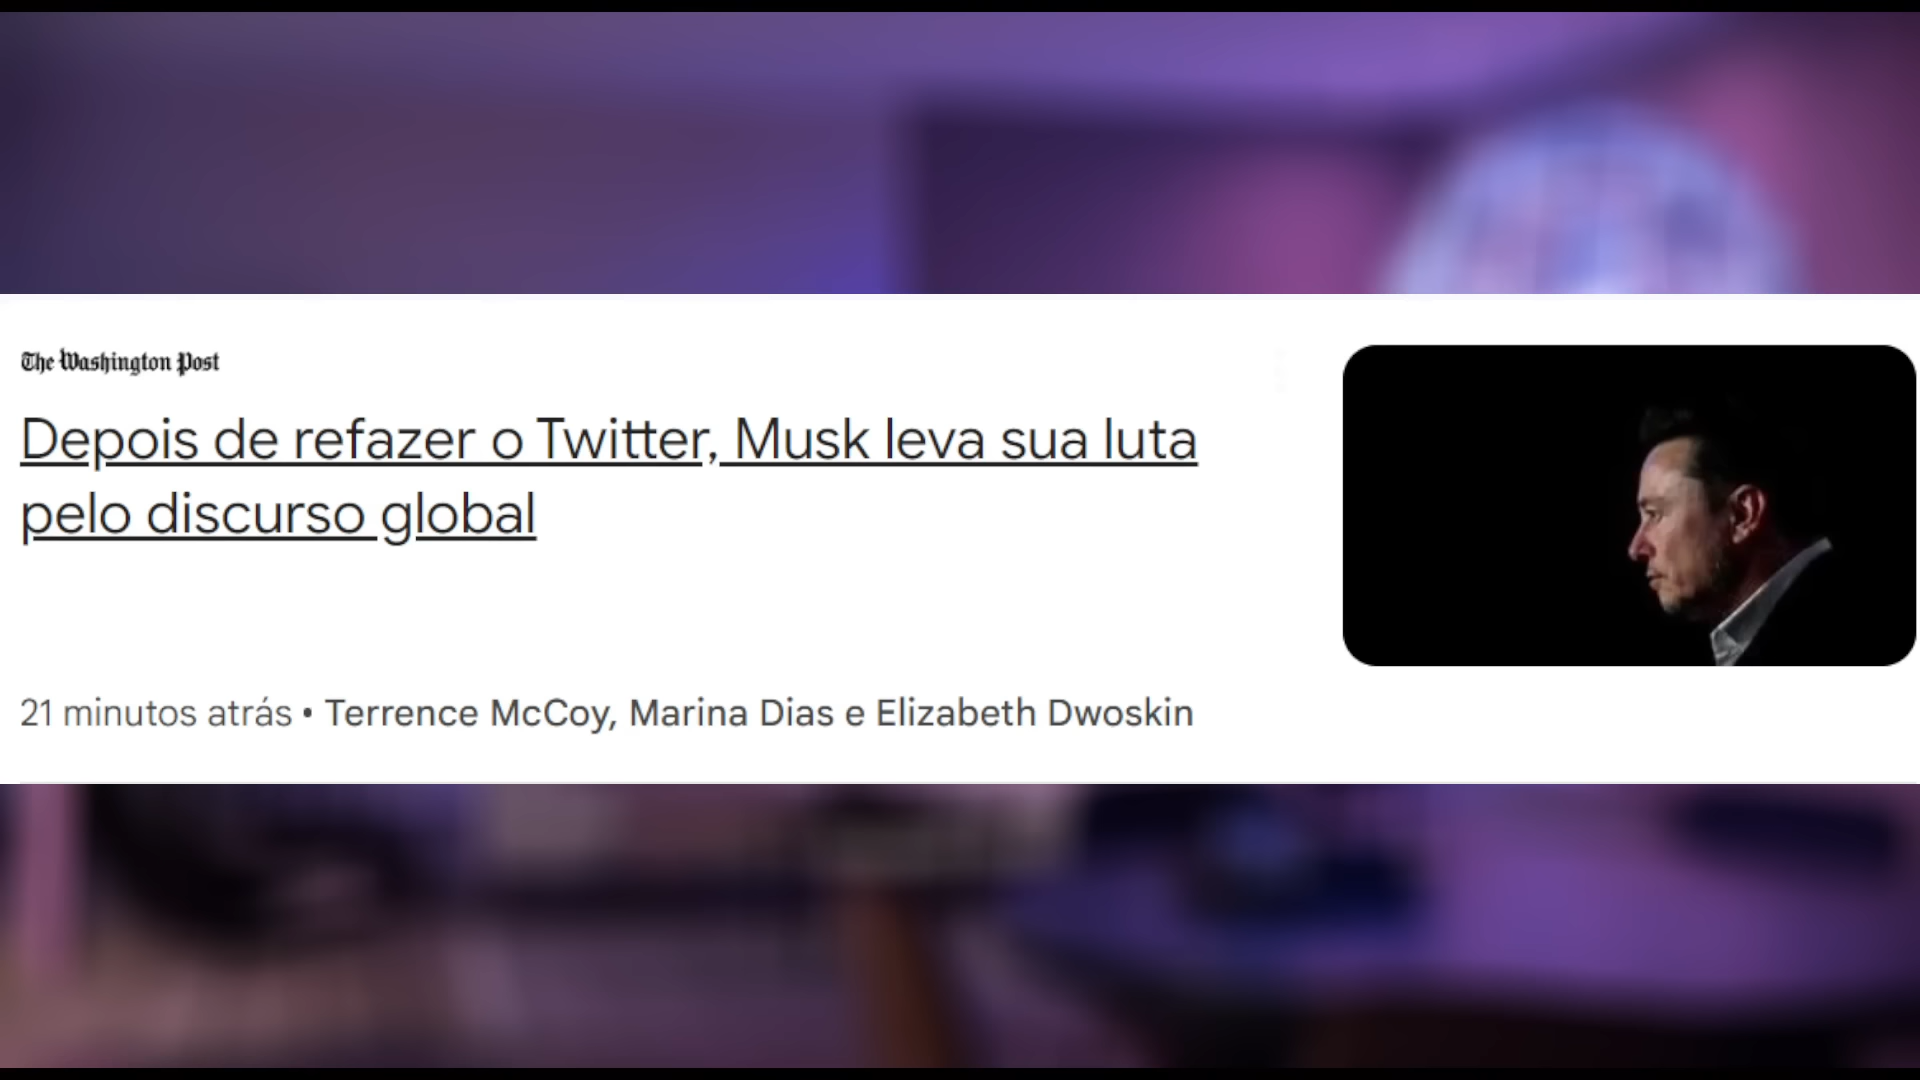 The Washington Post
Depois de refazer o Twitter, Musk leva sua luta
pelo discurso global
21 minutos atrás • Terrence McCoy, Marina Dias e Elizabeth Dwoskin